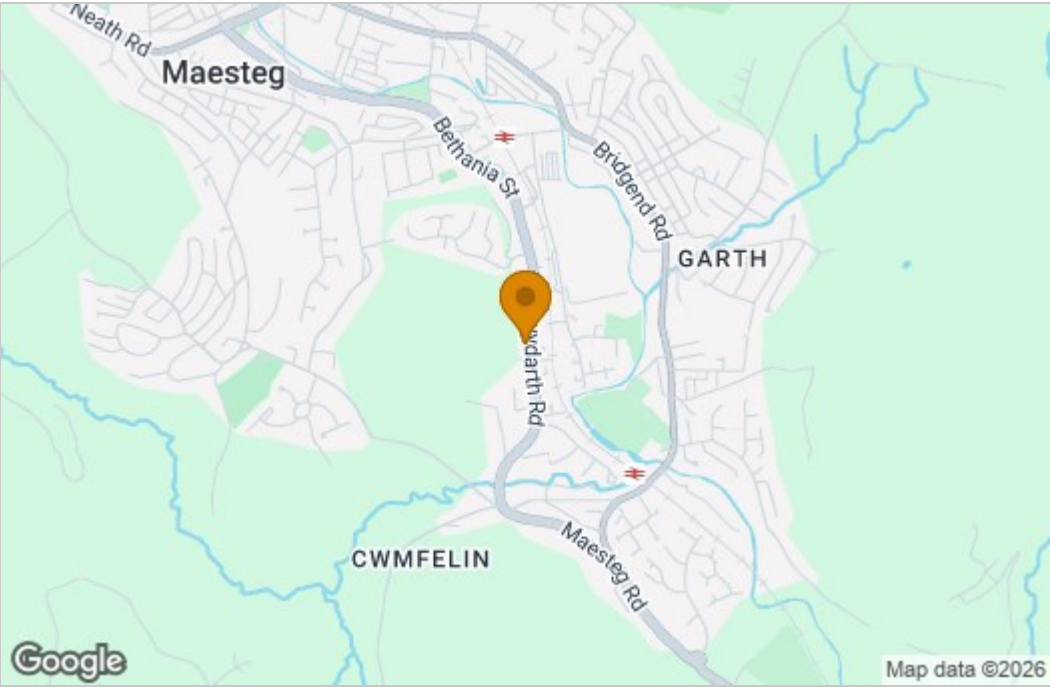 Neath Rd
Maesteg
Bethania St
Bridgend Rd
GARTH
CWMFELIN
Maesteg Rd
Google
Map data ©2026